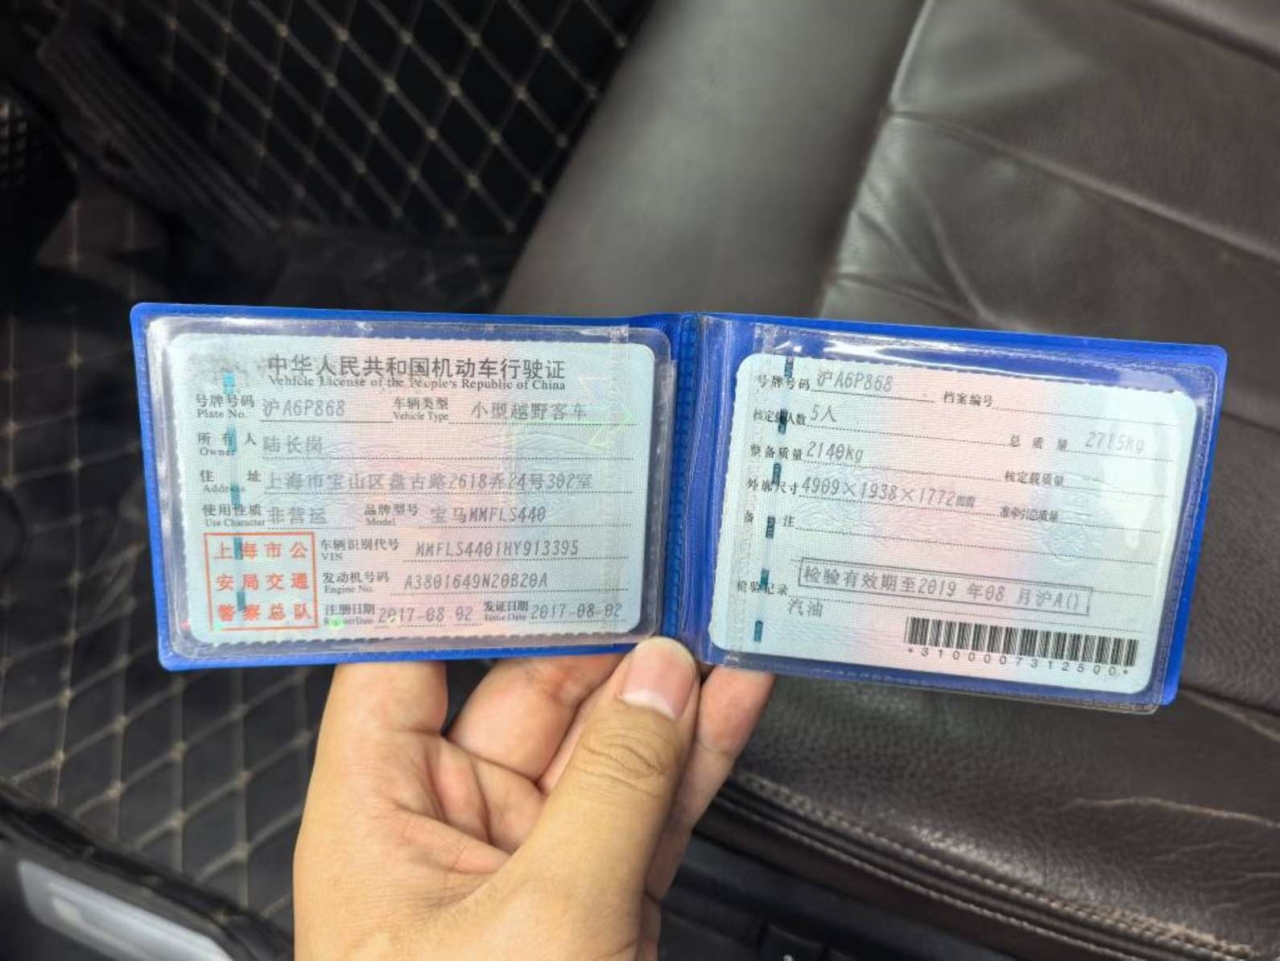 中华人民共和国机动车行驶证
Vehicle License of the People's Republic of China
号牌号码 沪A6P868 车辆类型 小型越野客车
Plate No. Vehicle Type
所有人 陆长岗
Owner
住址 上海市宝山区盘古路2618弄24号302室
Address
使用性质 非营运 品牌型号 宝马MMFLS440
Use Character Model
上海市公安局交通警察总队
车辆识别代号 MMFLS4401HY913395
VIN
发动机号码 A3801649N20B20A
Engine No.
注册日期 2017-08-02 发证日期 2017-08-02
Register Date Issue Date
号牌号码 沪A6P868 档案编号
核定载人数 5人 总质量 2715kg
整备质量 2140kg 核定载质量
外廓尺寸 4909×1938×1772mm 准牵引总质量
备注
检验记录 检验有效期至2019年08月沪A()
汽油
*3100007312500*